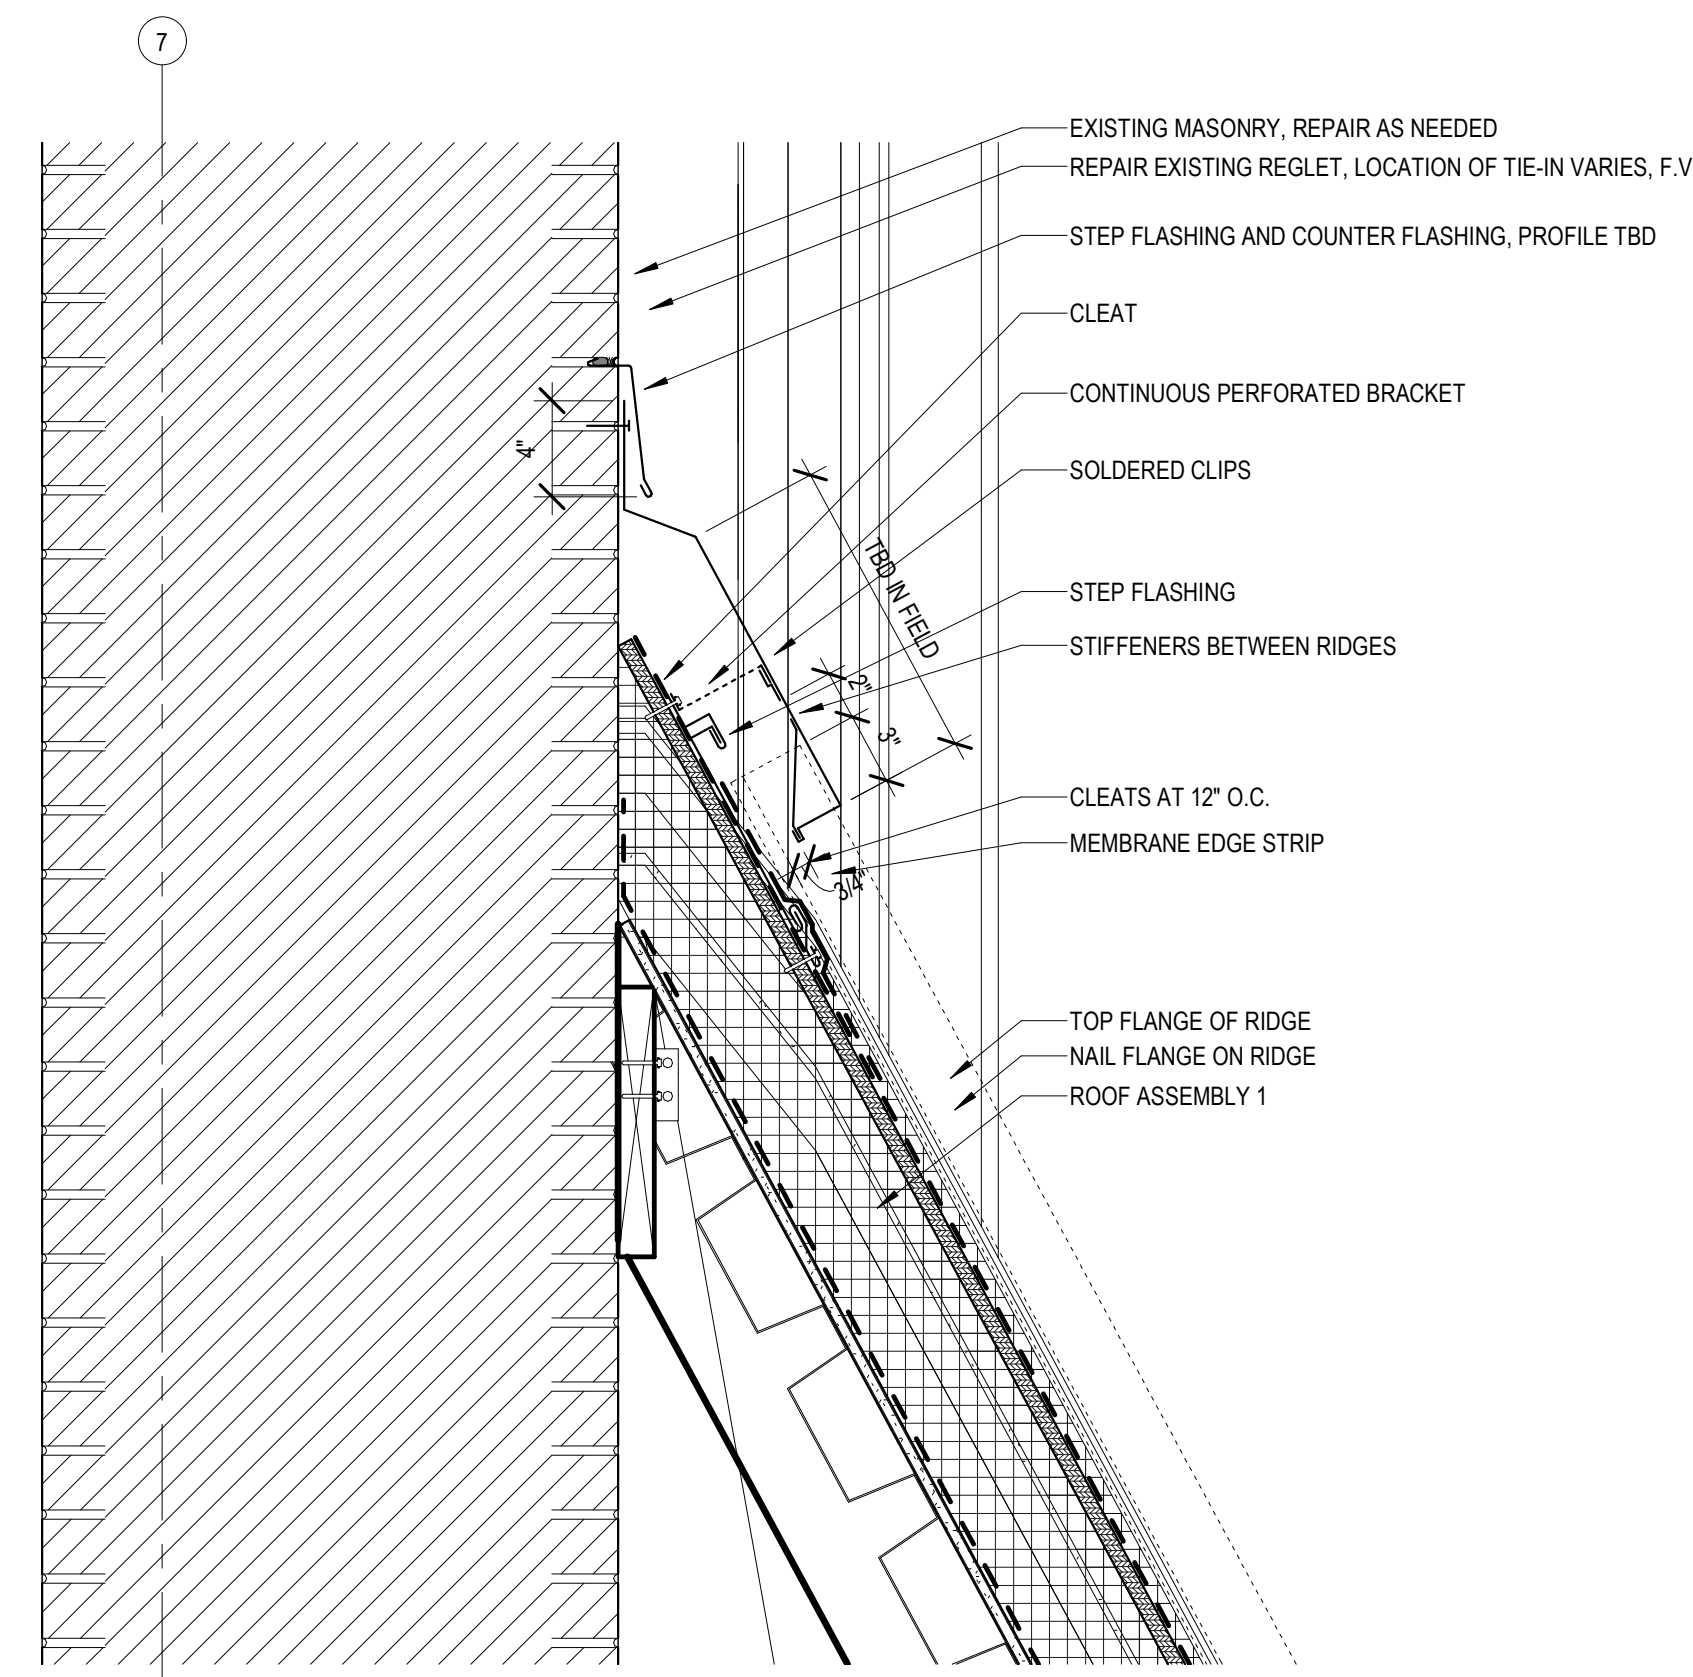 7
EXISTING MASONRY, REPAIR AS NEEDED
REPAIR EXISTING REGLET, LOCATION OF TIE-IN VARIES, F.V
STEP FLASHING AND COUNTER FLASHING, PROFILE TBD
CLEAT
CONTINUOUS PERFORATED BRACKET
4"
SOLDERED CLIPS
TBD IN FIELD
STEP FLASHING
STIFFENERS BETWEEN RIDGES
2"
3"
CLEATS AT 12" O.C.
MEMBRANE EDGE STRIP
3/4"
TOP FLANGE OF RIDGE
NAIL FLANGE ON RIDGE
ROOF ASSEMBLY 1